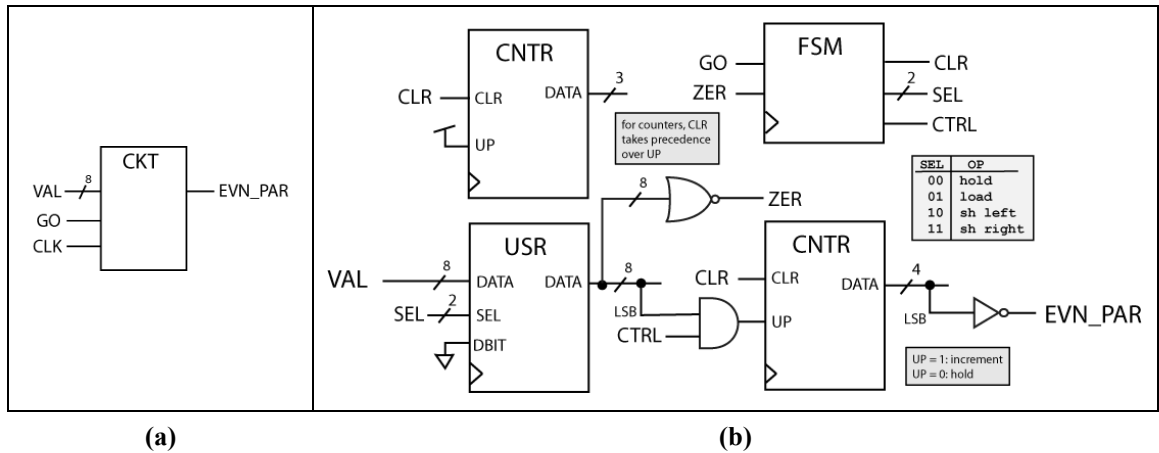 CKT
VAL
8
EVN_PAR
GO
CLK
CNTR
CLR
CLR
DATA
3
UP
for counters, CLR
takes precedence
over UP
FSM
GO
ZER
CLR
2
SEL
CTRL
SEL OP
00 hold
01 load
10 sh left
11 sh right
8
ZER
USR
VAL
8
DATA
DATA
8
SEL
2
SEL
DBIT
LSB
CTRL
CNTR
CLR
CLR
DATA
4
UP
LSB
EVN_PAR
UP = 1: increment
UP = 0: hold
(a)
(b)